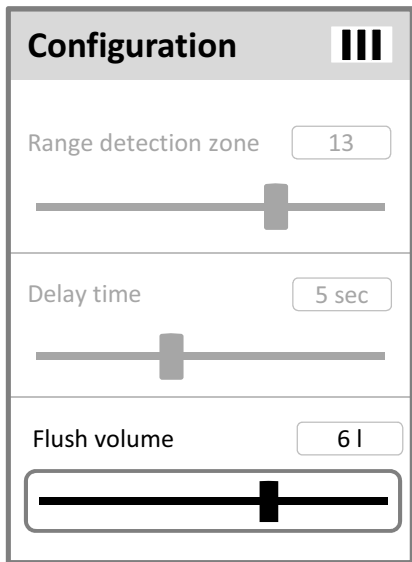 Configuration
Range detection zone 13
Delay time 5 sec
Flush volume 6 l